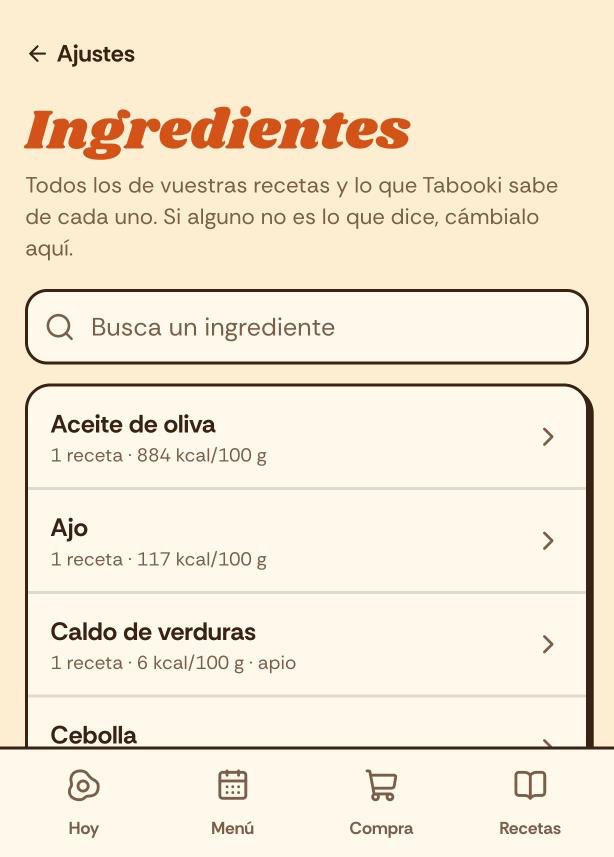 ← Ajustes
Ingredientes
Todos los de vuestras recetas y lo que Tabooki sabe
de cada uno. Si alguno no es lo que dice, cámbialo
aquí.
Busca un ingrediente
Aceite de oliva
1 receta · 884 kcal/100 g
Ajo
1 receta · 117 kcal/100 g
Caldo de verduras
1 receta · 6 kcal/100 g · apio
Cebolla
Hoy
Menú
Compra
Recetas